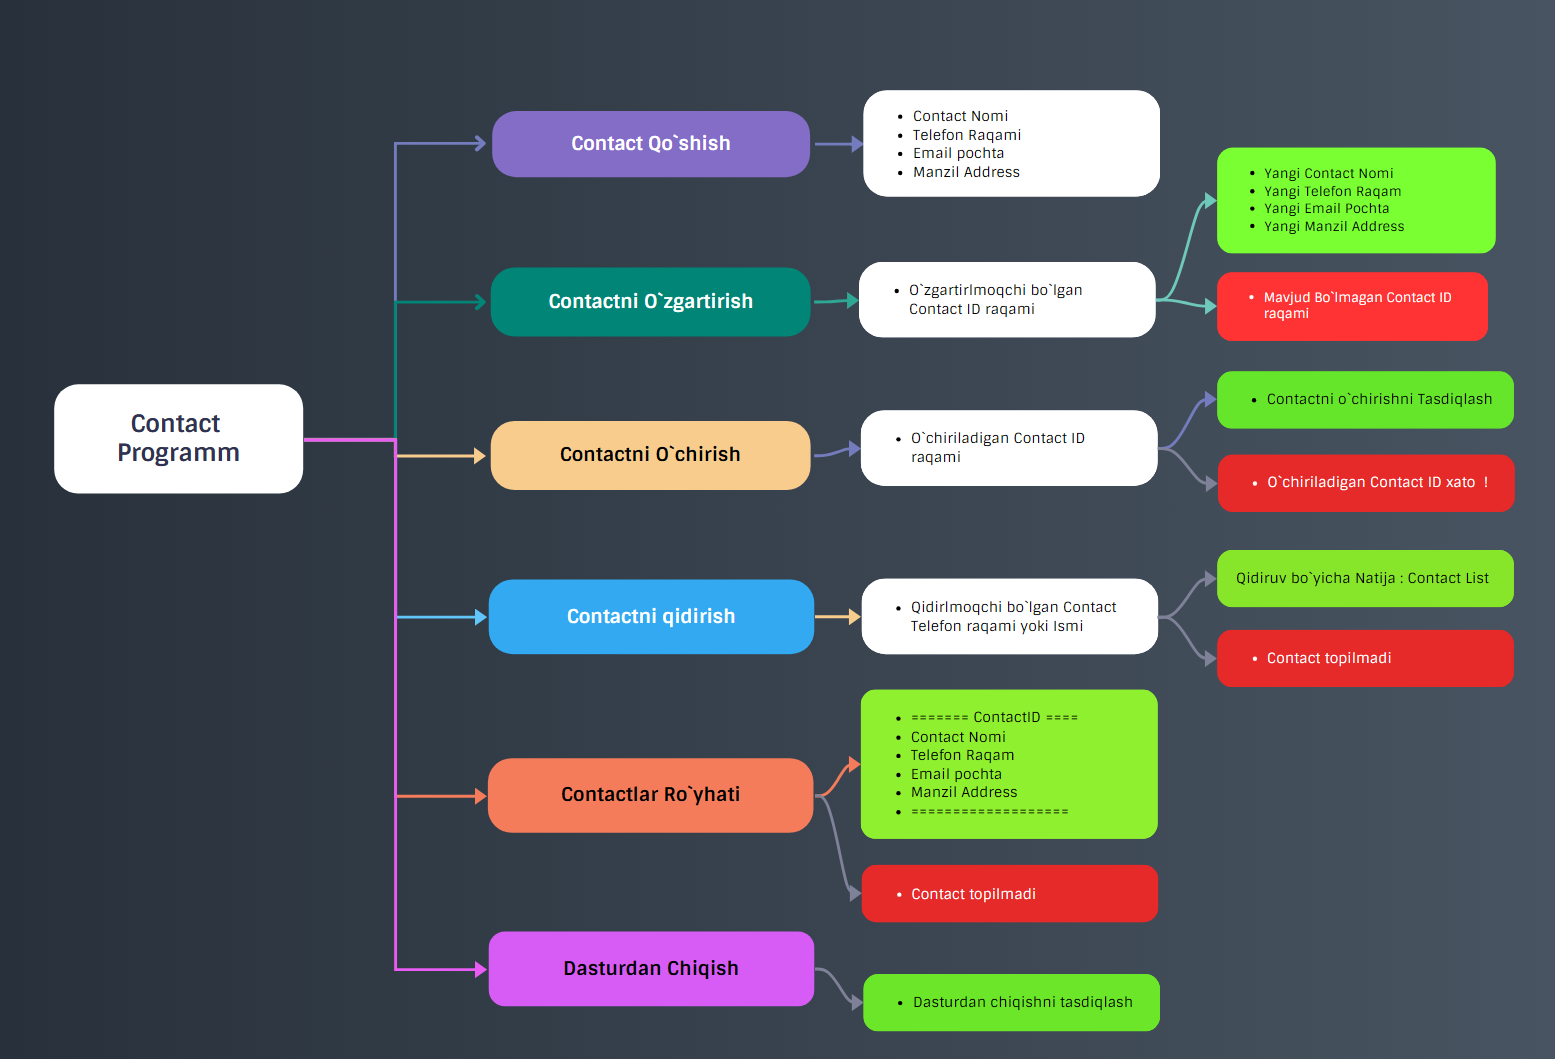 Contact
Programm
Contact Qo`shish
• Contact Nomi
• Telefon Raqami
• Email pochta
• Manzil Address
Contactni O`zgartirish
• O`zgartirlmoqchi bo`lgan
Contact ID raqami
• Yangi Contact Nomi
• Yangi Telefon Raqam
• Yangi Email Pochta
• Yangi Manzil Address
• Mavjud Bo`lmagan Contact ID
raqami
Contactni O`chirish
• O`chiriladigan Contact ID
raqami
• Contactni o`chirishni Tasdiqlash
• O`chiriladigan Contact ID xato !
Contactni qidirish
• Qidirlmoqchi bo`lgan Contact
Telefon raqami yoki Ismi
Qidiruv bo`yicha Natija : Contact List
• Contact topilmadi
Contactlar Ro`yhati
• ======= ContactID ====
• Contact Nomi
• Telefon Raqam
• Email pochta
• Manzil Address
• ===================
• Contact topilmadi
Dasturdan Chiqish
• Dasturdan chiqishni tasdiqlash